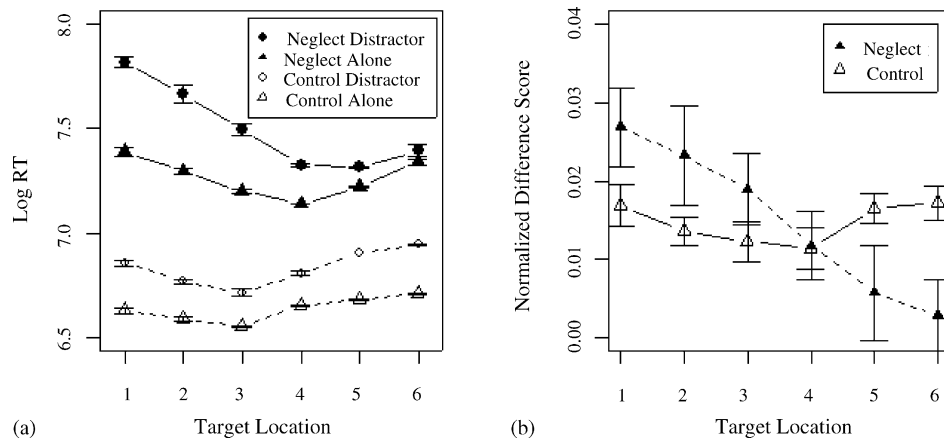 8.0
7.5
7.0
6.5
Log RT
Neglect Distractor
Neglect Alone
Control Distractor
Control Alone
1 2 3 4 5 6
Target Location
(a)
0.04
0.03
0.02
0.01
0.00
Normalized Difference Score
Neglect
Control
1 2 3 4 5 6
Target Location
(b)